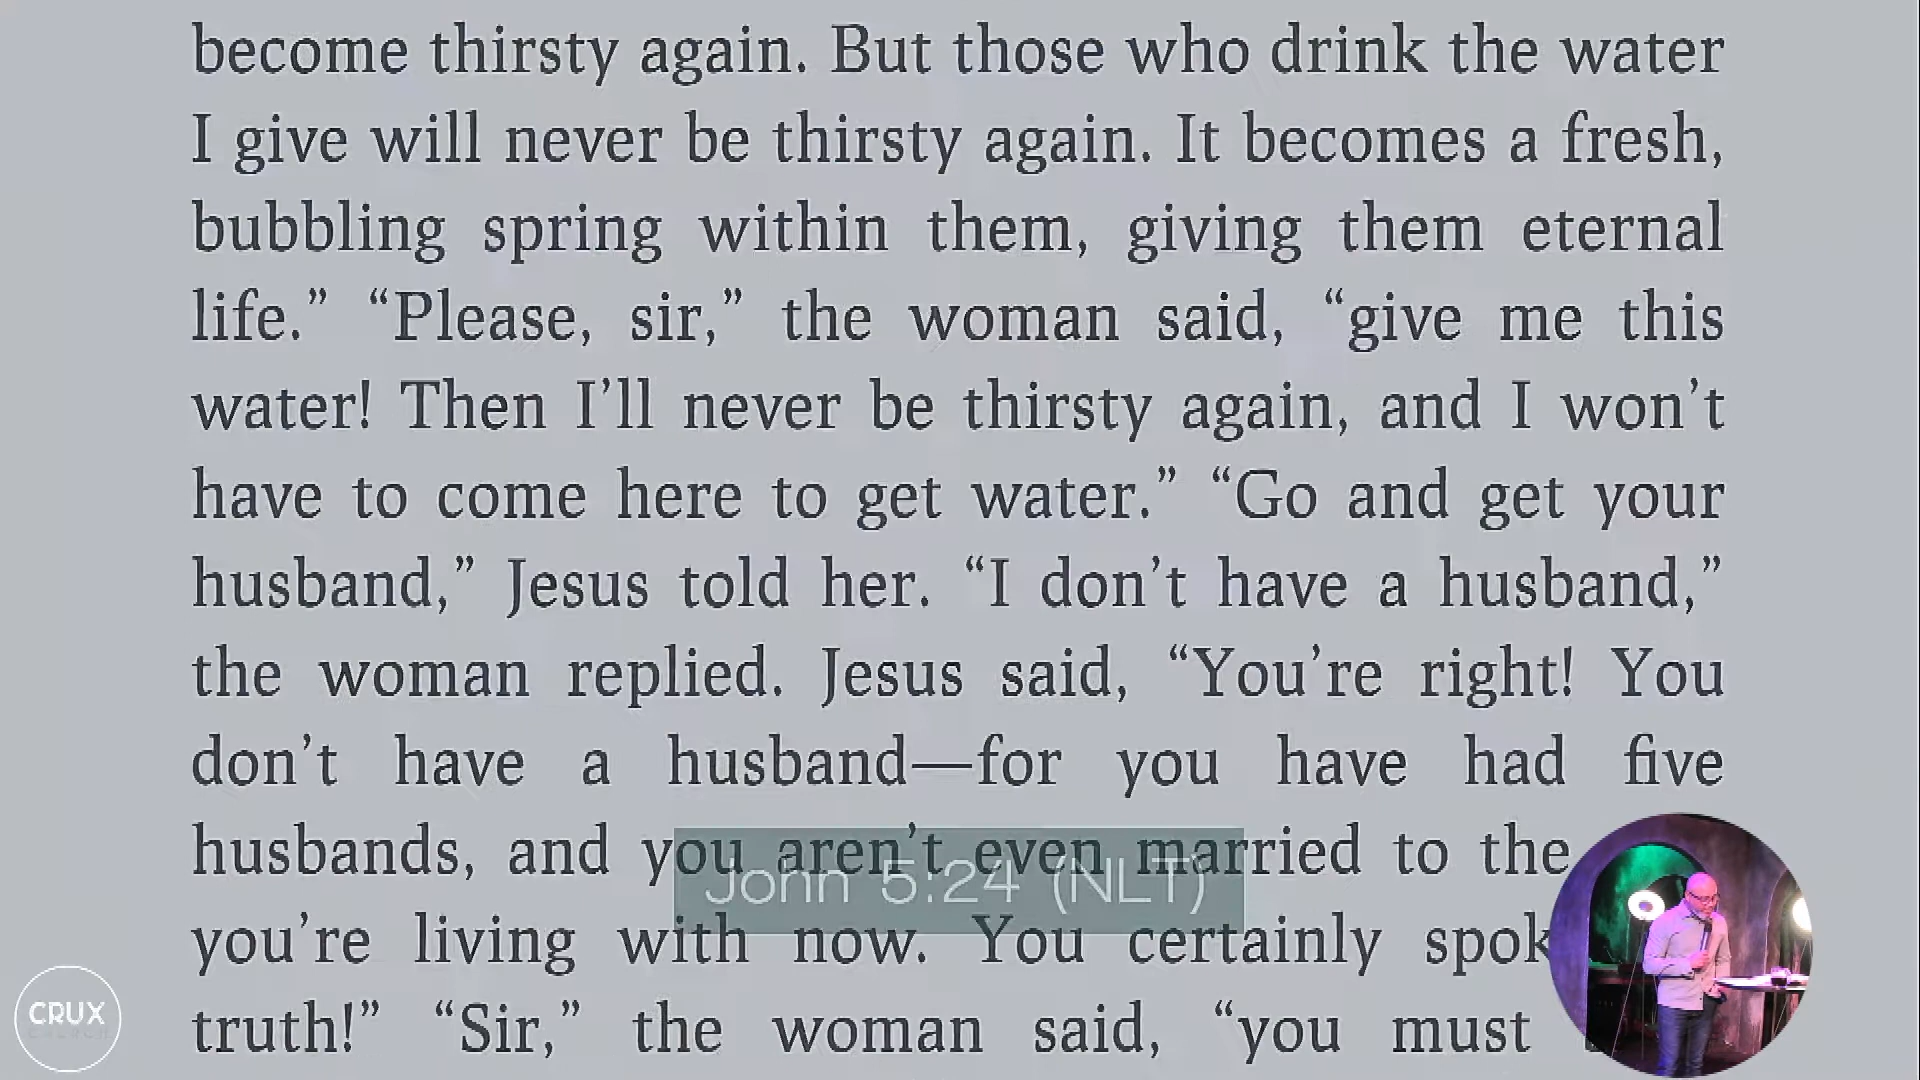 become thirsty again. But those who drink the water
I give will never be thirsty again. It becomes a fresh,
bubbling spring within them, giving them eternal
life.” “Please, sir,” the woman said, “give me this
water! Then I’ll never be thirsty again, and I won’t
have to come here to get water.” “Go and get your
husband,” Jesus told her. “I don’t have a husband,”
the woman replied. Jesus said, “You’re right! You
don’t have a husband—for you have had five
husbands, and you aren’t even married to the
John 5:24 (NLT)
you’re living with now. You certainly
truth!” “Sir,” the woman said, “you must
CRUX
CHURCH